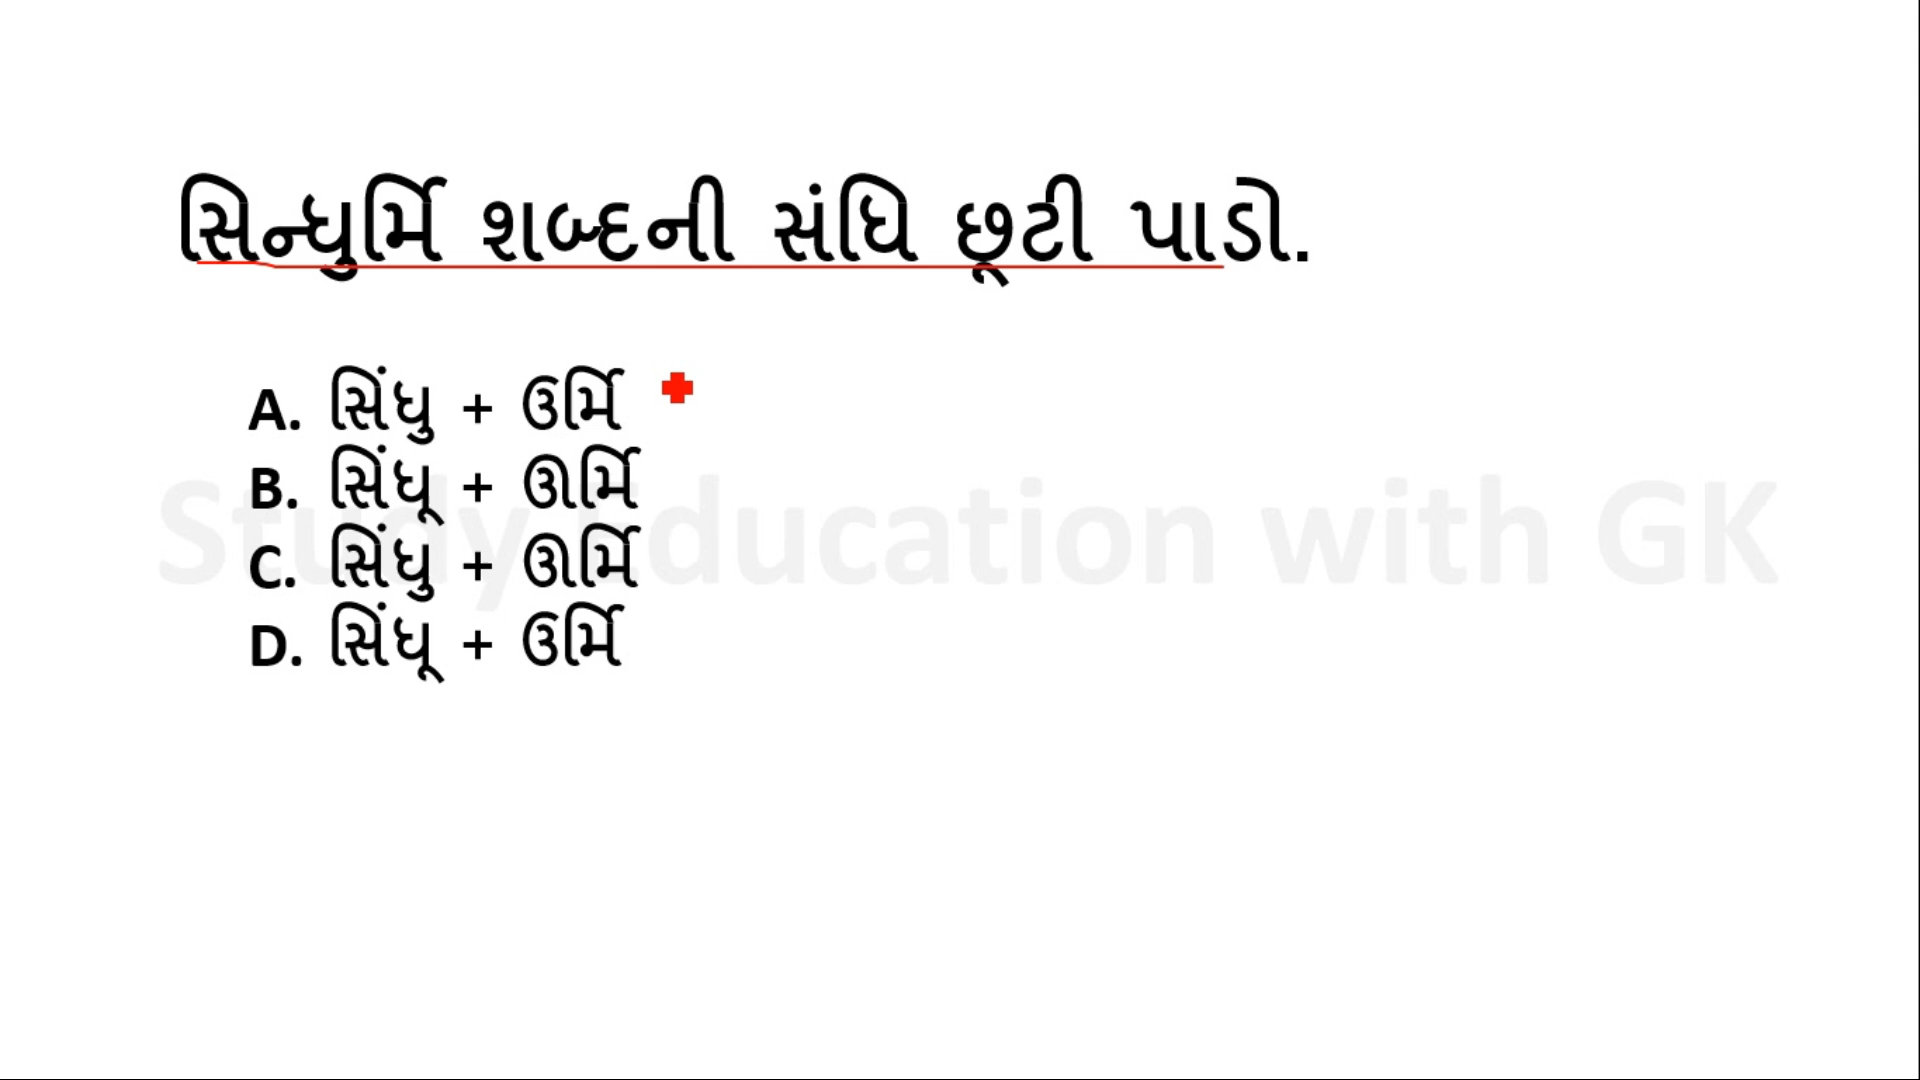 સિન્ધુર્મિ શબ્દની સંધિ છૂટી પાડો.
A. સિંધુ + ઉર્મિ
B. સિંધૂ + ઊર્મિ
Study Education with GK
C. સિંધુ + ઊર્મિ
D. સિંધૂ + ઉર્મિ